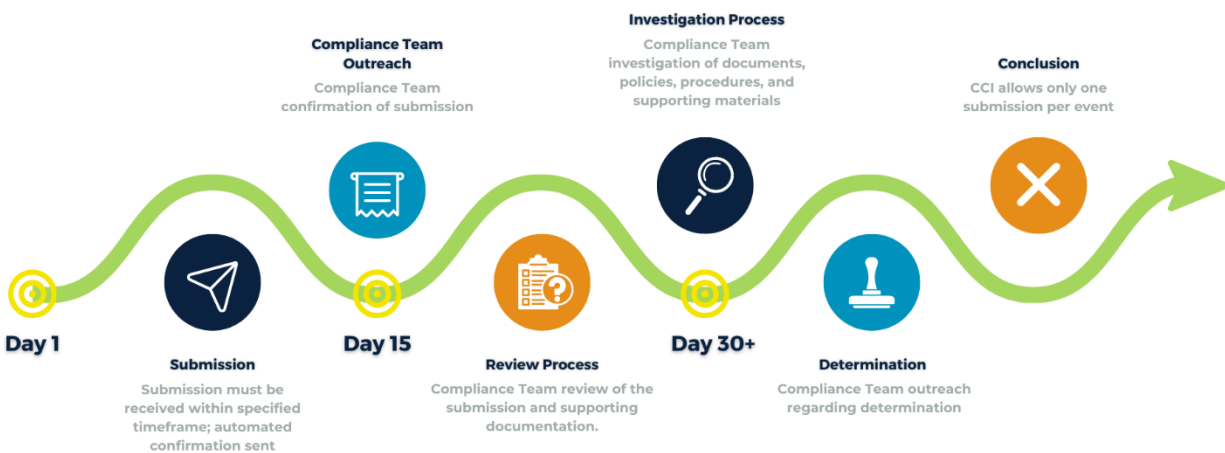 Day 1
Submission
Submission must be
received within specified
timeframe; automated
confirmation sent
Compliance Team
Outreach
Compliance Team
confirmation of submission
Day 15
Review Process
Compliance Team review of the
submission and supporting
documentation.
Investigation Process
Compliance Team
investigation of documents,
policies, procedures, and
supporting materials
Day 30+
Determination
Compliance Team outreach
regarding determination
Conclusion
CCI allows only one
submission per event